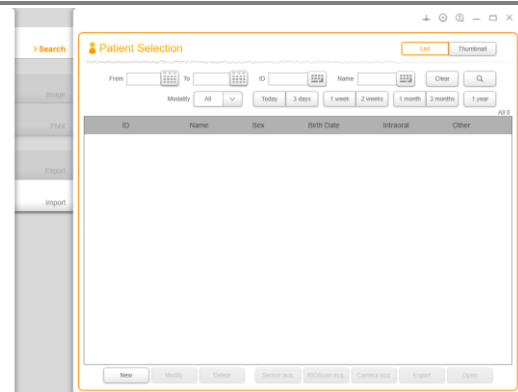 > Search
Image
FMX
Export
Import
Patient Selection
List
Thumbnail
From
To
ID
Name
Clear
Modality
All
Today
3 days
1 week
2 weeks
1 month
3 months
1 year
All 0
ID
Name
Sex
Birth Date
Intraoral
Other
New
Modify
Delete
Sensor acq.
PIC/Scan acq.
Camera acq.
Export
Open